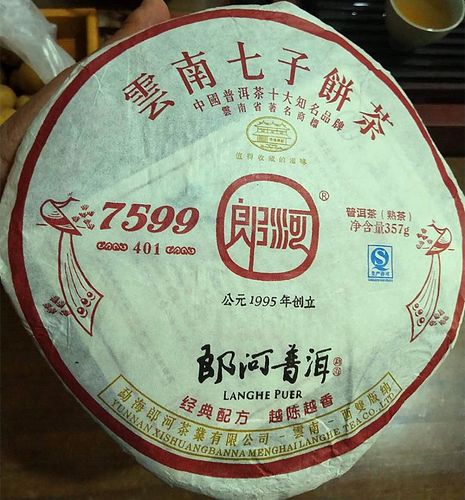 雲南七子餅茶
中國普洱茶十大知名品牌
雲南省著名商標
值得收藏的滋味
7599
401
郎河
®
普洱茶（熟茶）
净含量357g
公元1995年创立
郎河普洱
LANGHE PUER
经典配方 越陈越香
勐海郎河茶業有限公司－雲南－西雙版納
YUNNAN XISHUANGBANNA MENGHAI LANGHE TEA CO.,LTD